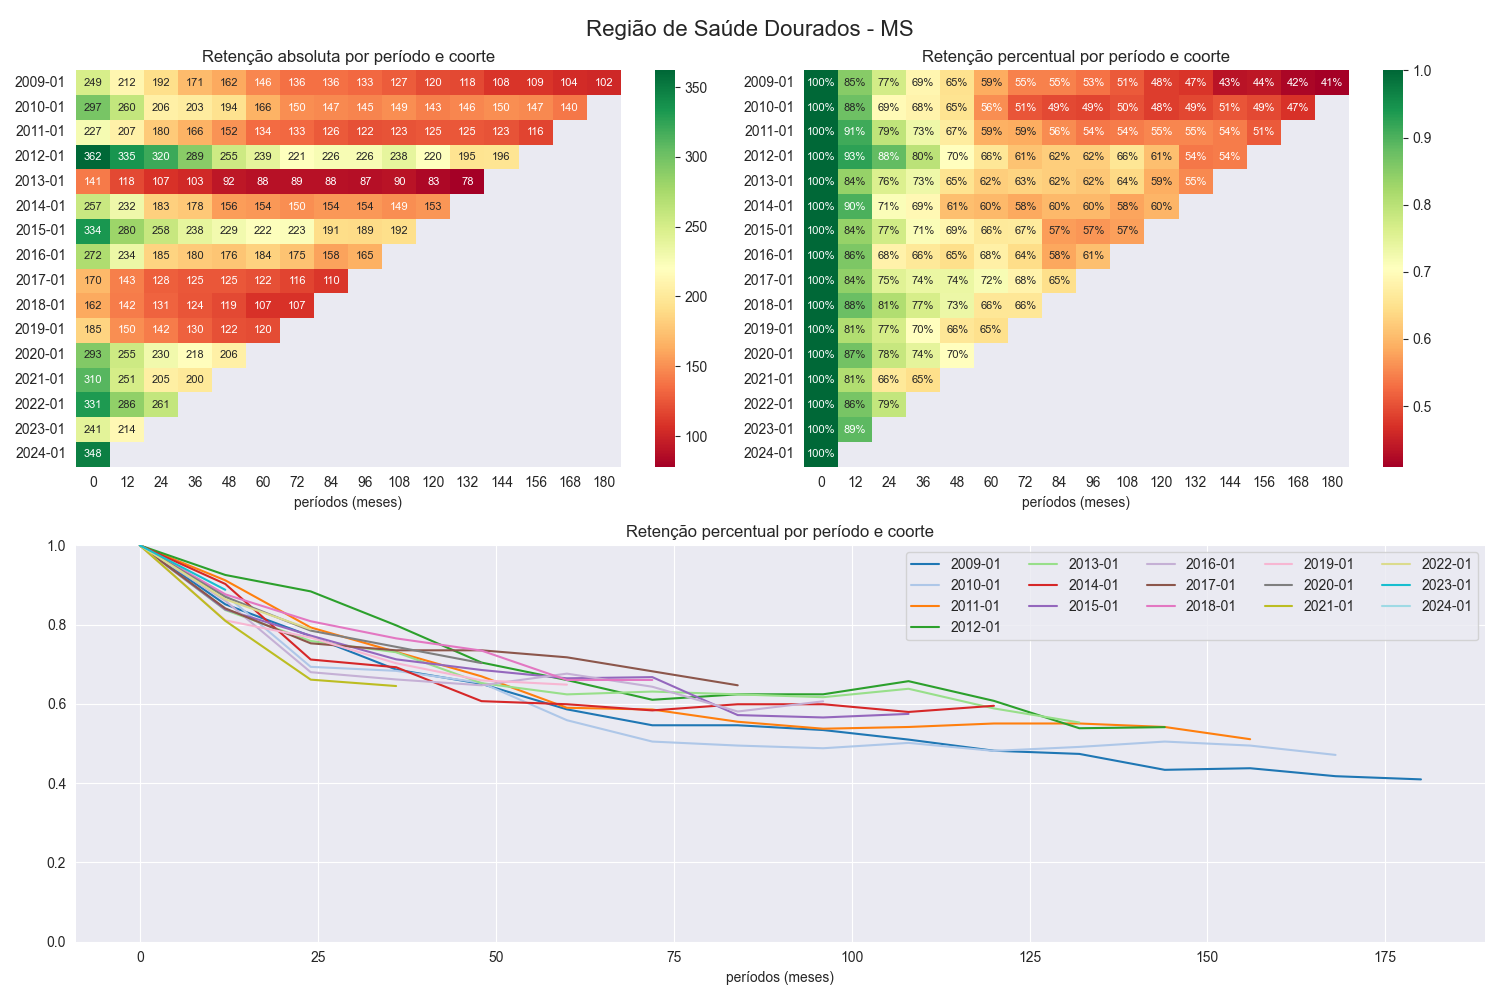 Região de Saúde Dourados - MS
Retenção absoluta por período e coorte
2009-01 249 212 192 171 162 146 136 136 133 127 120 118 108 109 104 102
2010-01 297 260 206 203 194 166 150 147 145 149 143 146 150 147 140
2011-01 227 207 180 166 152 134 133 126 122 123 125 125 123 116
2012-01 362 335 320 289 255 239 221 226 226 238 220 195 196
2013-01 141 118 107 103 92 88 89 88 87 90 83 78
2014-01 257 232 183 178 156 154 150 154 154 149 153
2015-01 334 280 258 238 229 222 223 191 189 192
2016-01 272 234 185 180 176 184 175 158 165
2017-01 170 143 128 125 125 122 116 110
2018-01 162 142 131 124 119 107 107
2019-01 185 150 142 130 122 120
2020-01 293 255 230 218 206
2021-01 310 251 205 200
2022-01 331 286 261
2023-01 241 214
2024-01 348
0 12 24 36 48 60 72 84 96 108 120 132 144 156 168 180
períodos (meses)
350
300
250
200
150
100
Retenção percentual por período e coorte
2009-01 100% 85% 77% 69% 65% 59% 55% 55% 53% 51% 48% 47% 43% 44% 42% 41%
2010-01 100% 88% 69% 68% 65% 56% 51% 49% 49% 50% 48% 49% 51% 49% 47%
2011-01 100% 91% 79% 73% 67% 59% 59% 56% 54% 54% 55% 55% 54% 51%
2012-01 100% 93% 88% 80% 70% 66% 61% 62% 62% 66% 61% 54% 54%
2013-01 100% 84% 76% 73% 65% 62% 63% 62% 62% 64% 59% 55%
2014-01 100% 90% 71% 69% 61% 60% 58% 60% 60% 58% 60%
2015-01 100% 84% 77% 71% 69% 66% 67% 57% 57% 57%
2016-01 100% 86% 68% 66% 65% 68% 64% 58% 61%
2017-01 100% 84% 75% 74% 74% 72% 68% 65%
2018-01 100% 88% 81% 77% 73% 66% 66%
2019-01 100% 81% 77% 70% 66% 65%
2020-01 100% 87% 78% 74% 70%
2021-01 100% 81% 66% 65%
2022-01 100% 86% 79%
2023-01 100% 89%
2024-01 100%
0 12 24 36 48 60 72 84 96 108 120 132 144 156 168 180
períodos (meses)
1.0
0.9
0.8
0.7
0.6
0.5
Retenção percentual por período e coorte
1.0
0.8
0.6
0.4
0.2
0.0
2009-01 2013-01 2016-01 2019-01 2022-01
2010-01 2014-01 2017-01 2020-01 2023-01
2011-01 2015-01 2018-01 2021-01 2024-01
2012-01
0 25 50 75 100 125 150 175
períodos (meses)